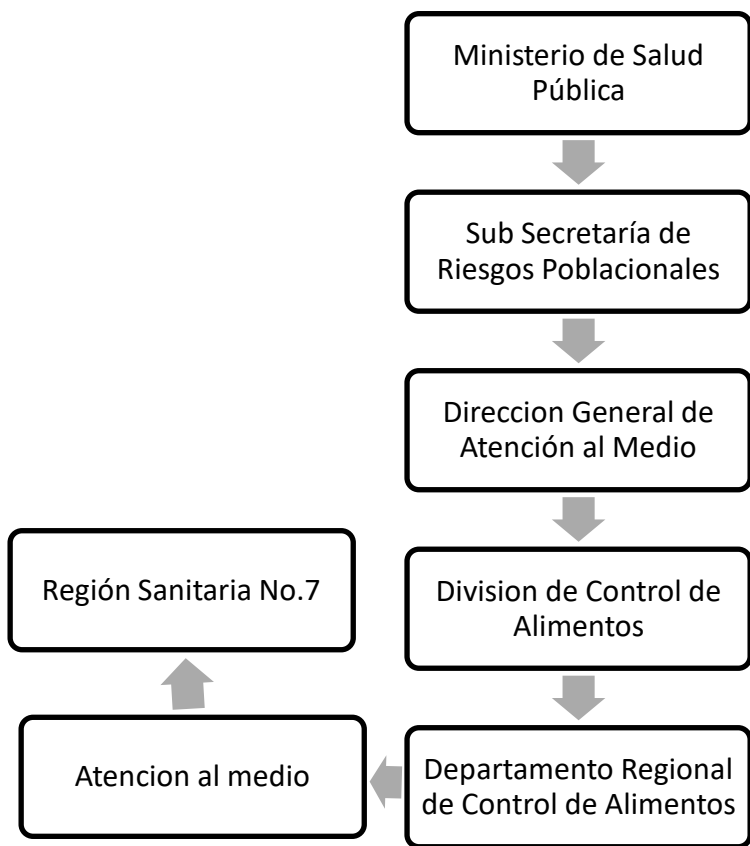 Ministerio de Salud
Pública
Sub Secretaría de
Riesgos Poblacionales
Direccion General de
Atención al Medio
Division de Control de
Alimentos
Departamento Regional
de Control de Alimentos
Atencion al medio
Región Sanitaria No.7